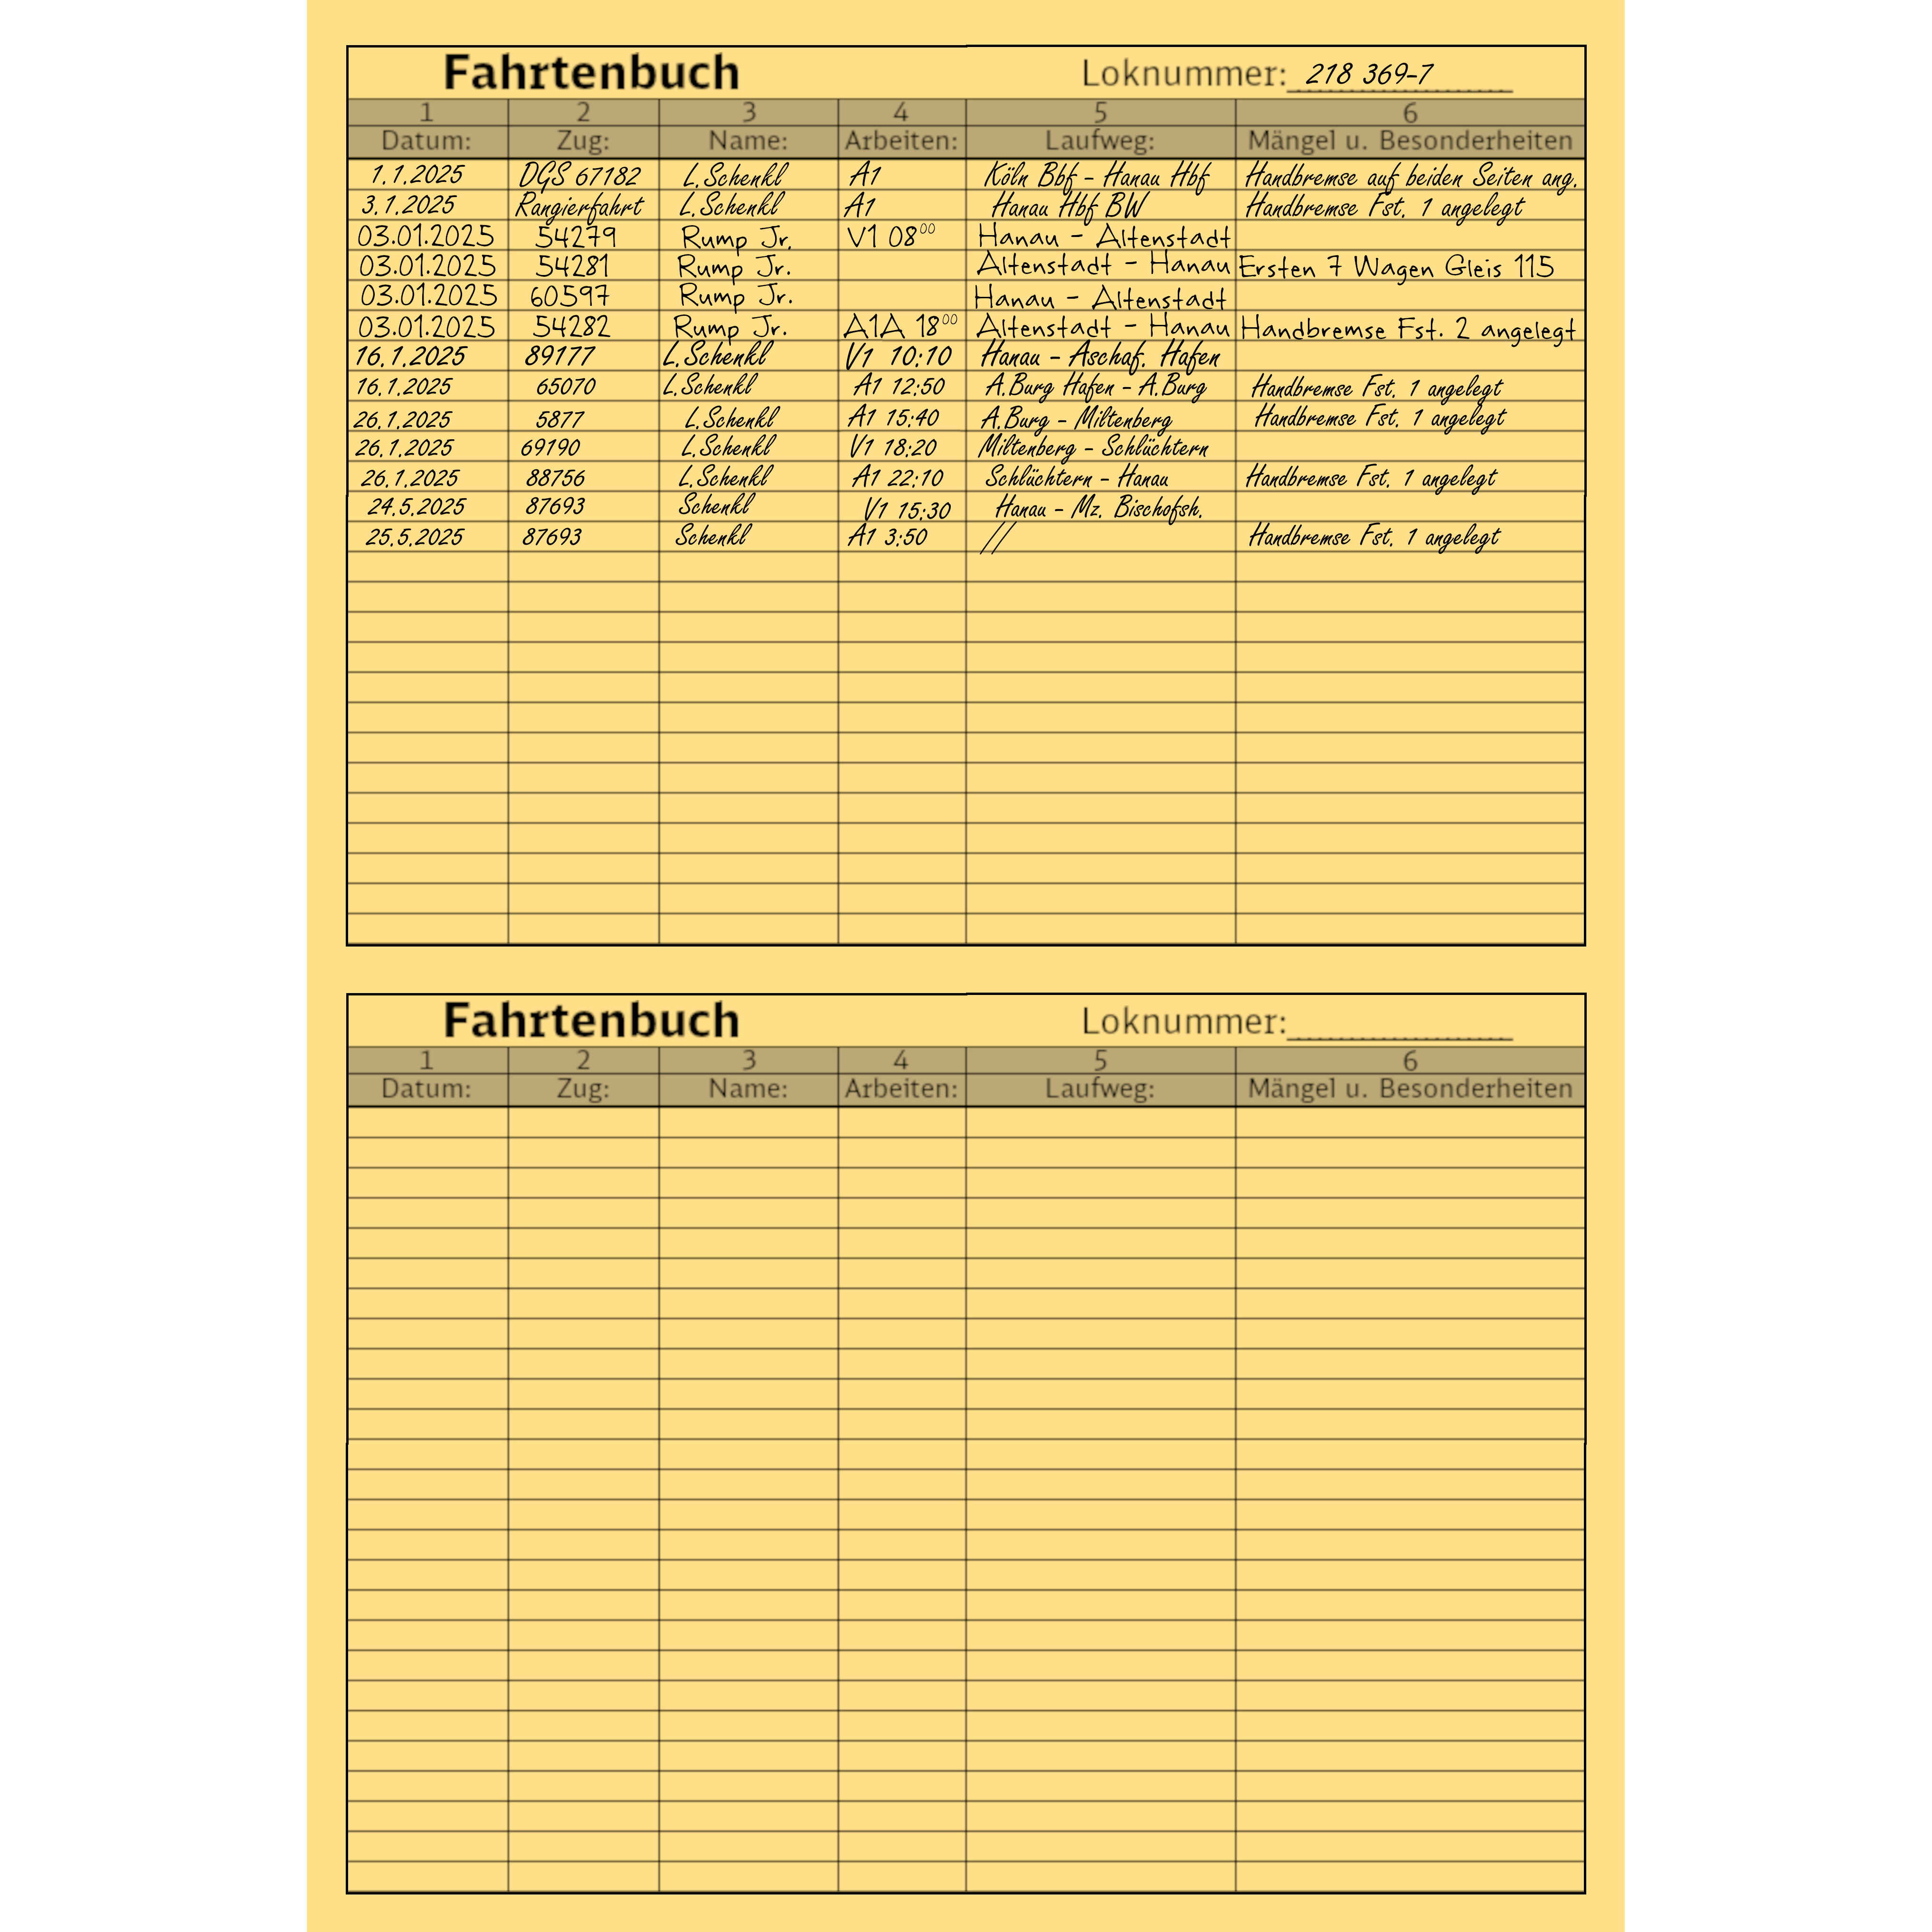 Fahrtenbuch Loknummer: 218 369-7
1 2 3 4 5 6
Datum: Zug: Name: Arbeiten: Laufweg: Mängel u. Besonderheiten
1.1.2025 DGS 67182 L.Schenkl A1 Köln Bbf - Hanau Hbf Handbremse auf beiden Seiten ang.
3.1.2025 Rangierfahrt L.Schenkl A1 Hanau Hbf BW Handbremse Fst. 1 angelegt
03.01.2025 54279 Rump Jr. V1 08⁰⁰ Hanau - Altenstadt
03.01.2025 54281 Rump Jr. Altenstadt - Hanau Ersten 7 Wagen Gleis 115
03.01.2025 60597 Rump Jr. Hanau - Altenstadt
03.01.2025 54282 Rump Jr. A1A 18⁰⁰ Altenstadt - Hanau Handbremse Fst. 2 angelegt
16.1.2025 89177 L.Schenkl V1 10:10 Hanau - Aschaf. Hafen
16.1.2025 65070 L.Schenkl A1 12:50 A.Burg Hafen - A.Burg Handbremse Fst. 1 angelegt
26.1.2025 5877 L.Schenkl A1 15:40 A.Burg - Miltenberg Handbremse Fst. 1 angelegt
26.1.2025 69190 L.Schenkl V1 18:20 Miltenberg - Schlüchtern
26.1.2025 88756 L.Schenkl A1 22:10 Schlüchtern - Hanau Handbremse Fst. 1 angelegt
24.5.2025 87693 Schenkl V1 15:30 Hanau - Mz. Bischofsh.
25.5.2025 87693 Schenkl A1 3:50 // Handbremse Fst. 1 angelegt
Fahrtenbuch Loknummer:
1 2 3 4 5 6
Datum: Zug: Name: Arbeiten: Laufweg: Mängel u. Besonderheiten